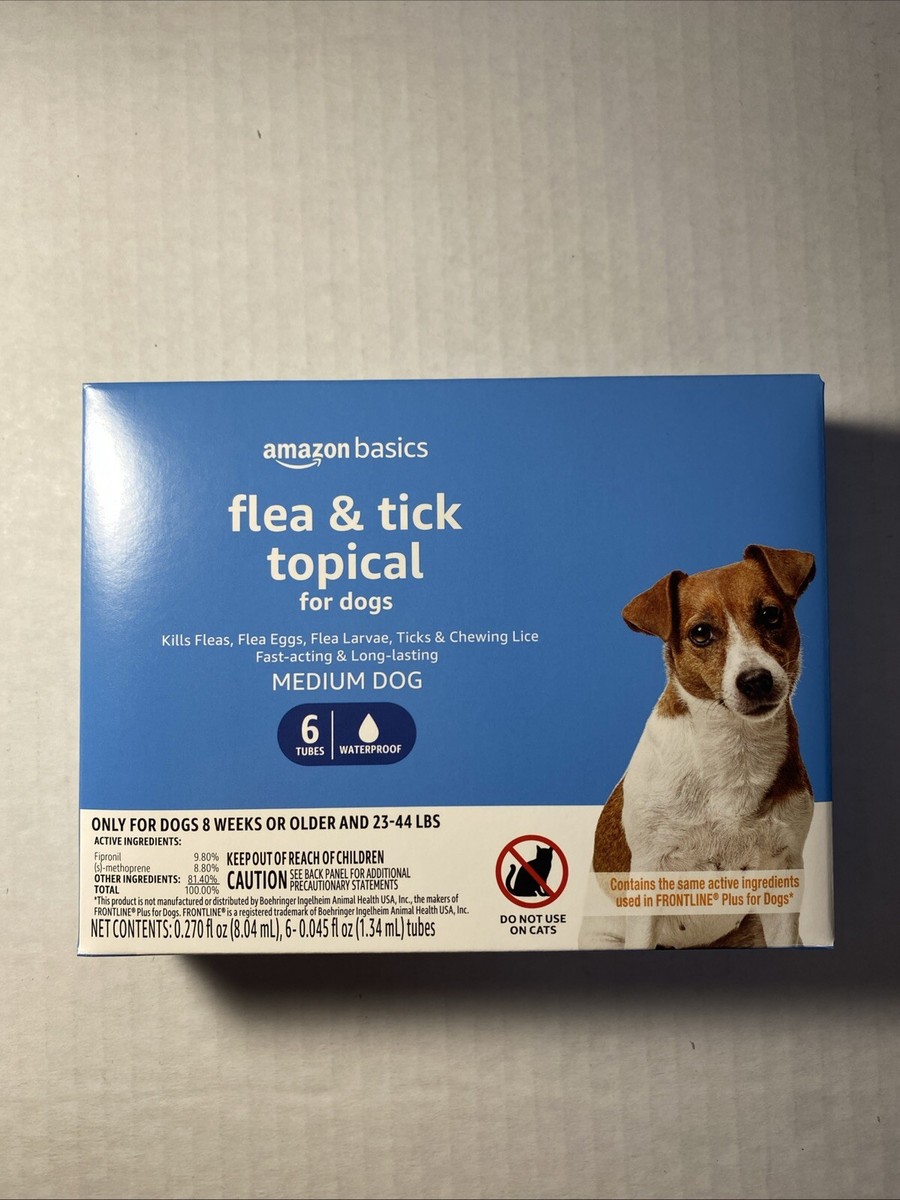 amazon basics
flea & tick
topical
for dogs
Kills Fleas, Flea Eggs, Flea Larvae, Ticks & Chewing Lice
Fast-acting & Long-lasting
MEDIUM DOG
6 TUBES WATERPROOF
ONLY FOR DOGS 8 WEEKS OR OLDER AND 23-44 LBS
ACTIVE INGREDIENTS:
Fipronil 9.80%
(s)-methoprene 8.80%
OTHER INGREDIENTS: 81.40%
TOTAL 100.00%
KEEP OUT OF REACH OF CHILDREN
CAUTION SEE BACK PANEL FOR ADDITIONAL
PRECAUTIONARY STATEMENTS
*This product is not manufactured or distributed by Boehringer Ingelheim Animal Health USA, Inc., the makers of
FRONTLINE® Plus for Dogs. FRONTLINE® is a registered trademark of Boehringer Ingelheim Animal Health USA, Inc.
NET CONTENTS: 0.270 fl oz (8.04 mL), 6- 0.045 fl oz (1.34 mL) tubes
DO NOT USE
ON CATS
Contains the same active ingredients
used in FRONTLINE® Plus for Dogs*